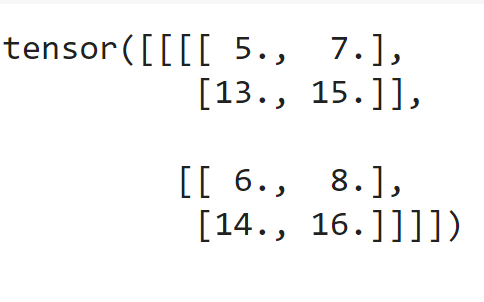 tensor([[[[ 5.,  7.],
          [13., 15.]],

         [[ 6.,  8.],
          [14., 16.]]]])